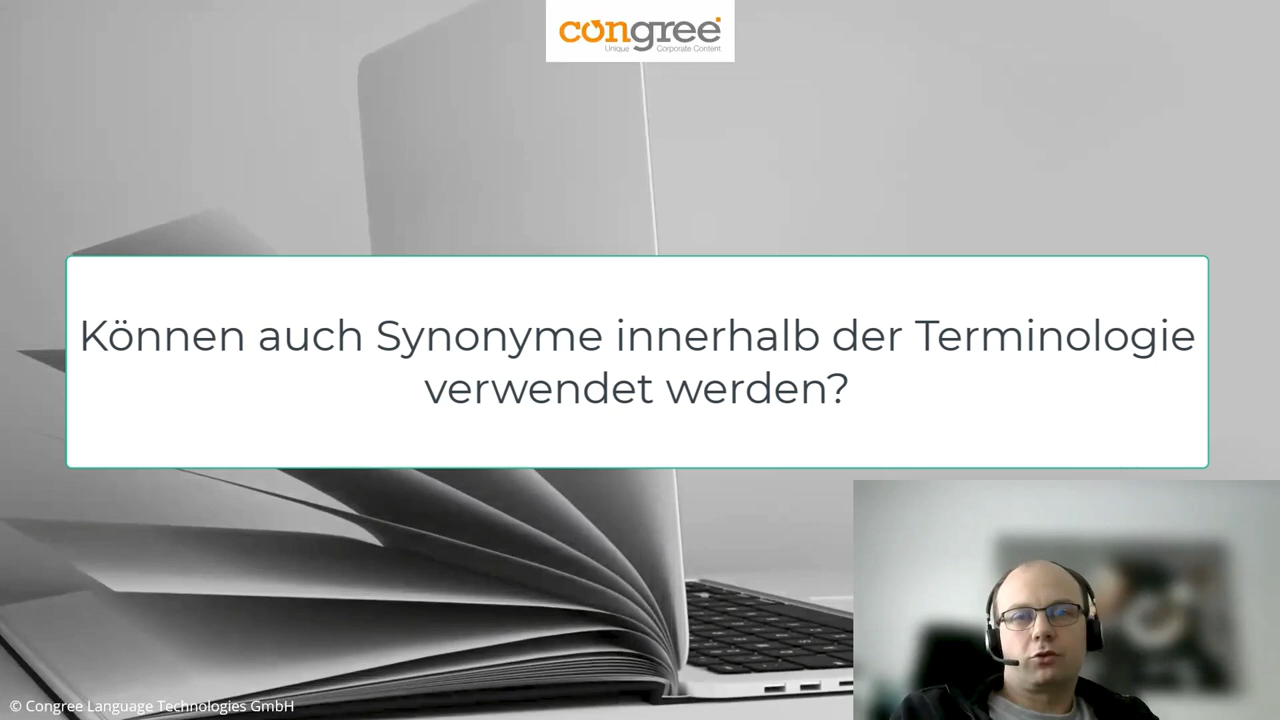 congree
Unique Corporate Content
Können auch Synonyme innerhalb der Terminologie
verwendet werden?
© Congree Language Technologies GmbH